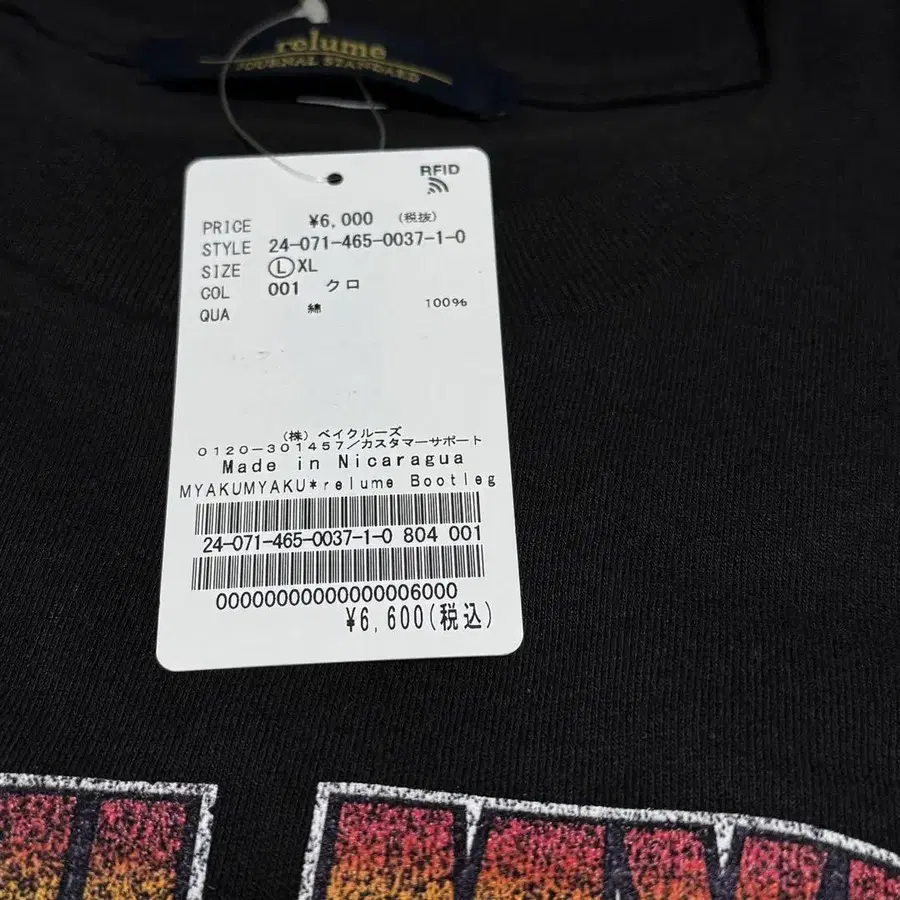 relume
JOURNAL STANDARD
RFID
PRICE ¥6,000 (税抜)
STYLE 24-071-465-0037-1-0
SIZE ⓁXL
COL 001 クロ
QUA 綿 100%
(株) ベイクルーズ
0120-301457/カスタマーサポート
Made in Nicaragua
MYAKUMYAKU*relume Bootleg
24-071-465-0037-1-0 804 001
00000000000000006000
¥6,600(税込)